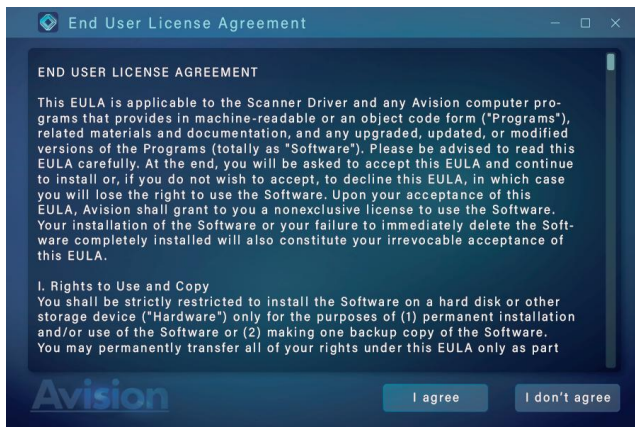 End User License Agreement
END USER LICENSE AGREEMENT
This EULA is applicable to the Scanner Driver and any Avision computer pro-
grams that provides in machine-readable or an object code form ("Programs"),
related materials and documentation, and any upgraded, updated, or modified
versions of the Programs (totally as "Software"). Please be advised to read this
EULA carefully. At the end, you will be asked to accept this EULA and continue
to install or, if you do not wish to accept, to decline this EULA, in which case
you will lose the right to use the Software. Upon your acceptance of this
EULA, Avision shall grant to you a nonexclusive license to use the Software.
Your installation of the Software or your failure to immediately delete the Soft-
ware completely installed will also constitute your irrevocable acceptance of
this EULA.
I. Rights to Use and Copy
You shall be strictly restricted to install the Software on a hard disk or other
storage device ("Hardware") only for the purposes of (1) permanent installation
and/or use of the Software or (2) making one backup copy of the Software.
You may permanently transfer all of your rights under this EULA only as part
Avision
I agree
I don't agree